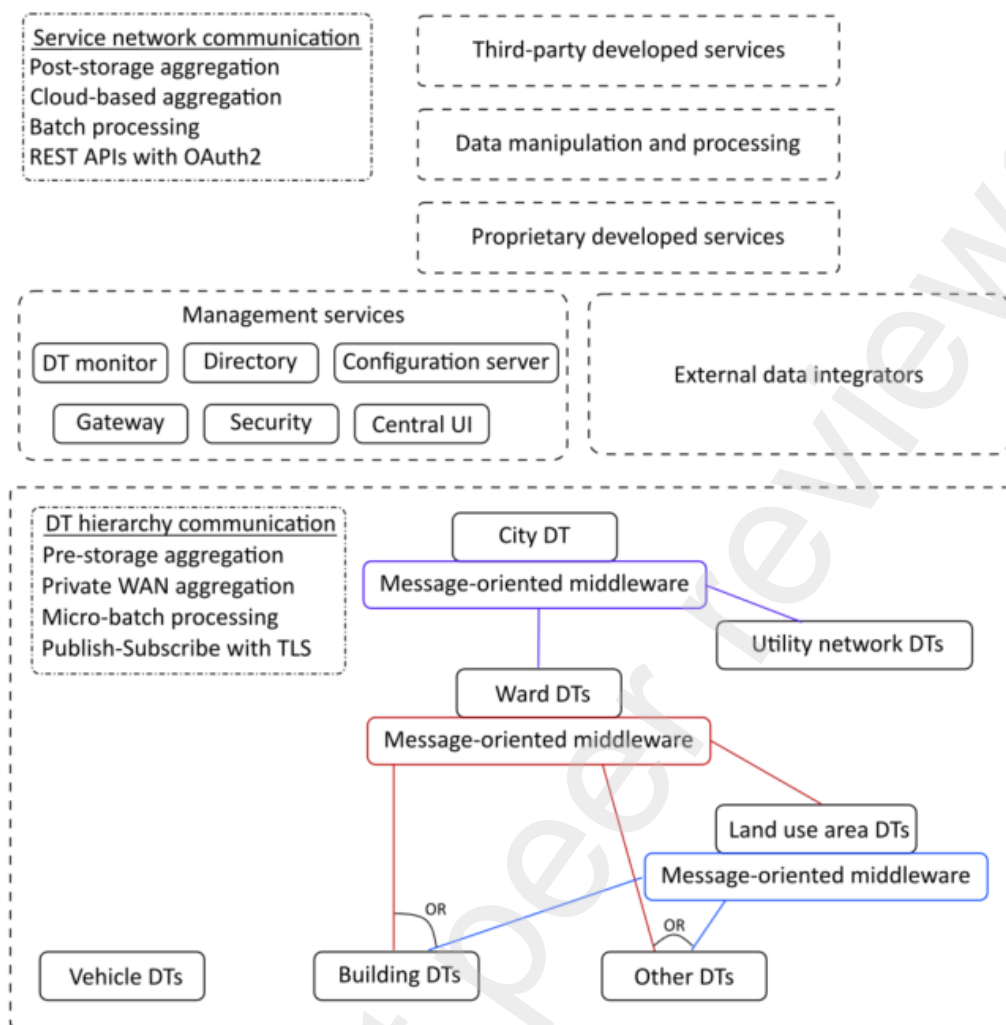 Service network communication
Post-storage aggregation
Cloud-based aggregation
Batch processing
REST APIs with OAuth2
Third-party developed services
Data manipulation and processing
Proprietary developed services
Management services
DT monitor
Directory
Configuration server
Gateway
Security
Central UI
External data integrators
DT hierarchy communication
Pre-storage aggregation
Private WAN aggregation
Micro-batch processing
Publish-Subscribe with TLS
City DT
Message-oriented middleware
Utility network DTs
Ward DTs
Message-oriented middleware
Land use area DTs
Message-oriented middleware
OR
OR
Vehicle DTs
Building DTs
Other DTs
peer review